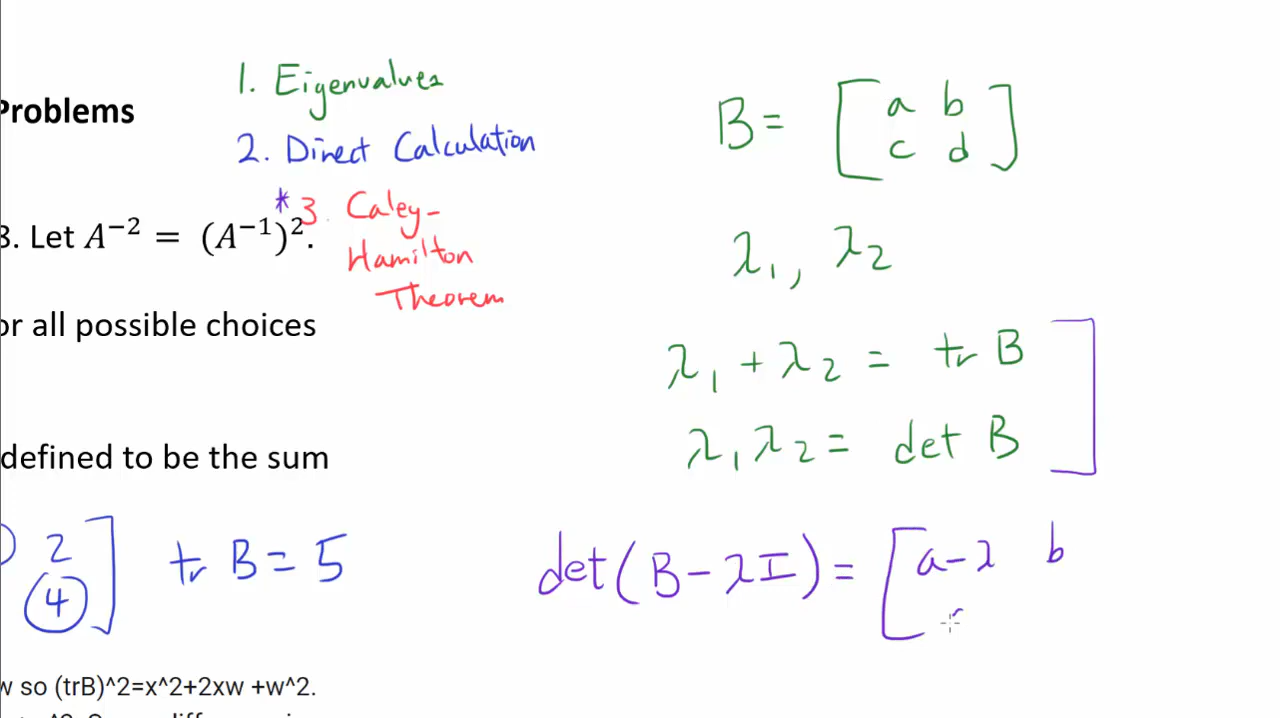 1. Eigenvalues
Problems
2. Direct Calculation
* 3. Caley-
Hamilton
Theorem
3. Let A⁻² = (A⁻¹)².
or all possible choices
defined to be the sum
2
4
] tr B = 5
w so (trB)^2=x^2+2xw +w^2.
B = [ a b
c d ]
λ₁, λ₂
λ₁ + λ₂ = tr B
λ₁λ₂ = det B
det(B - λI) = [ a-λ b